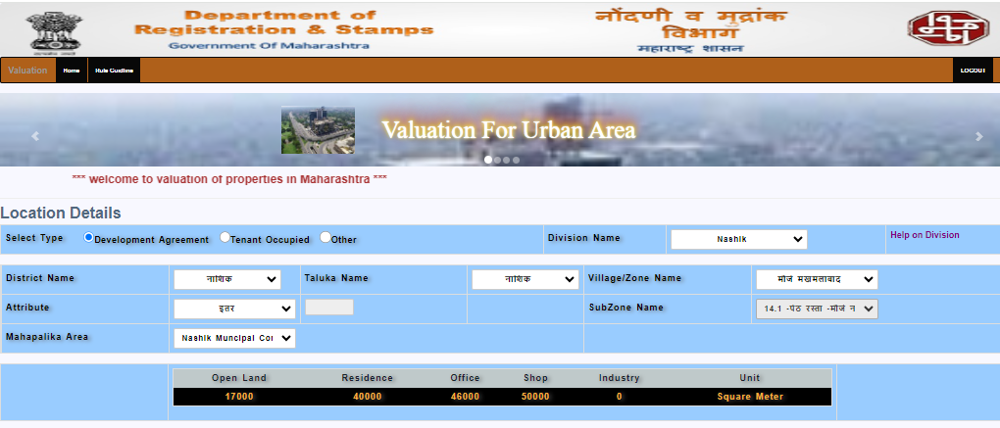 Department of
Registration & Stamps
Government Of Maharashtra
नोंदणी व मुद्रांक
विभाग
महाराष्ट्र शासन
Valuation Home Rule Guidline LOGOUT
Valuation For Urban Area
*** welcome to valuation of properties in Maharashtra ***
Location Details
Select Type Development Agreement Tenant Occupied Other Division Name Nashik Help on Division
District Name नाशिक Taluka Name नाशिक Village/Zone Name मौजे मखमलाबाद
Attribute इतर SubZone Name 14.1 -पेठ रस्ता -मौजे न
Mahapalika Area Nashik Muncipal Cor
Open Land Residence Office Shop Industry Unit
17000 40000 46000 50000 0 Square Meter